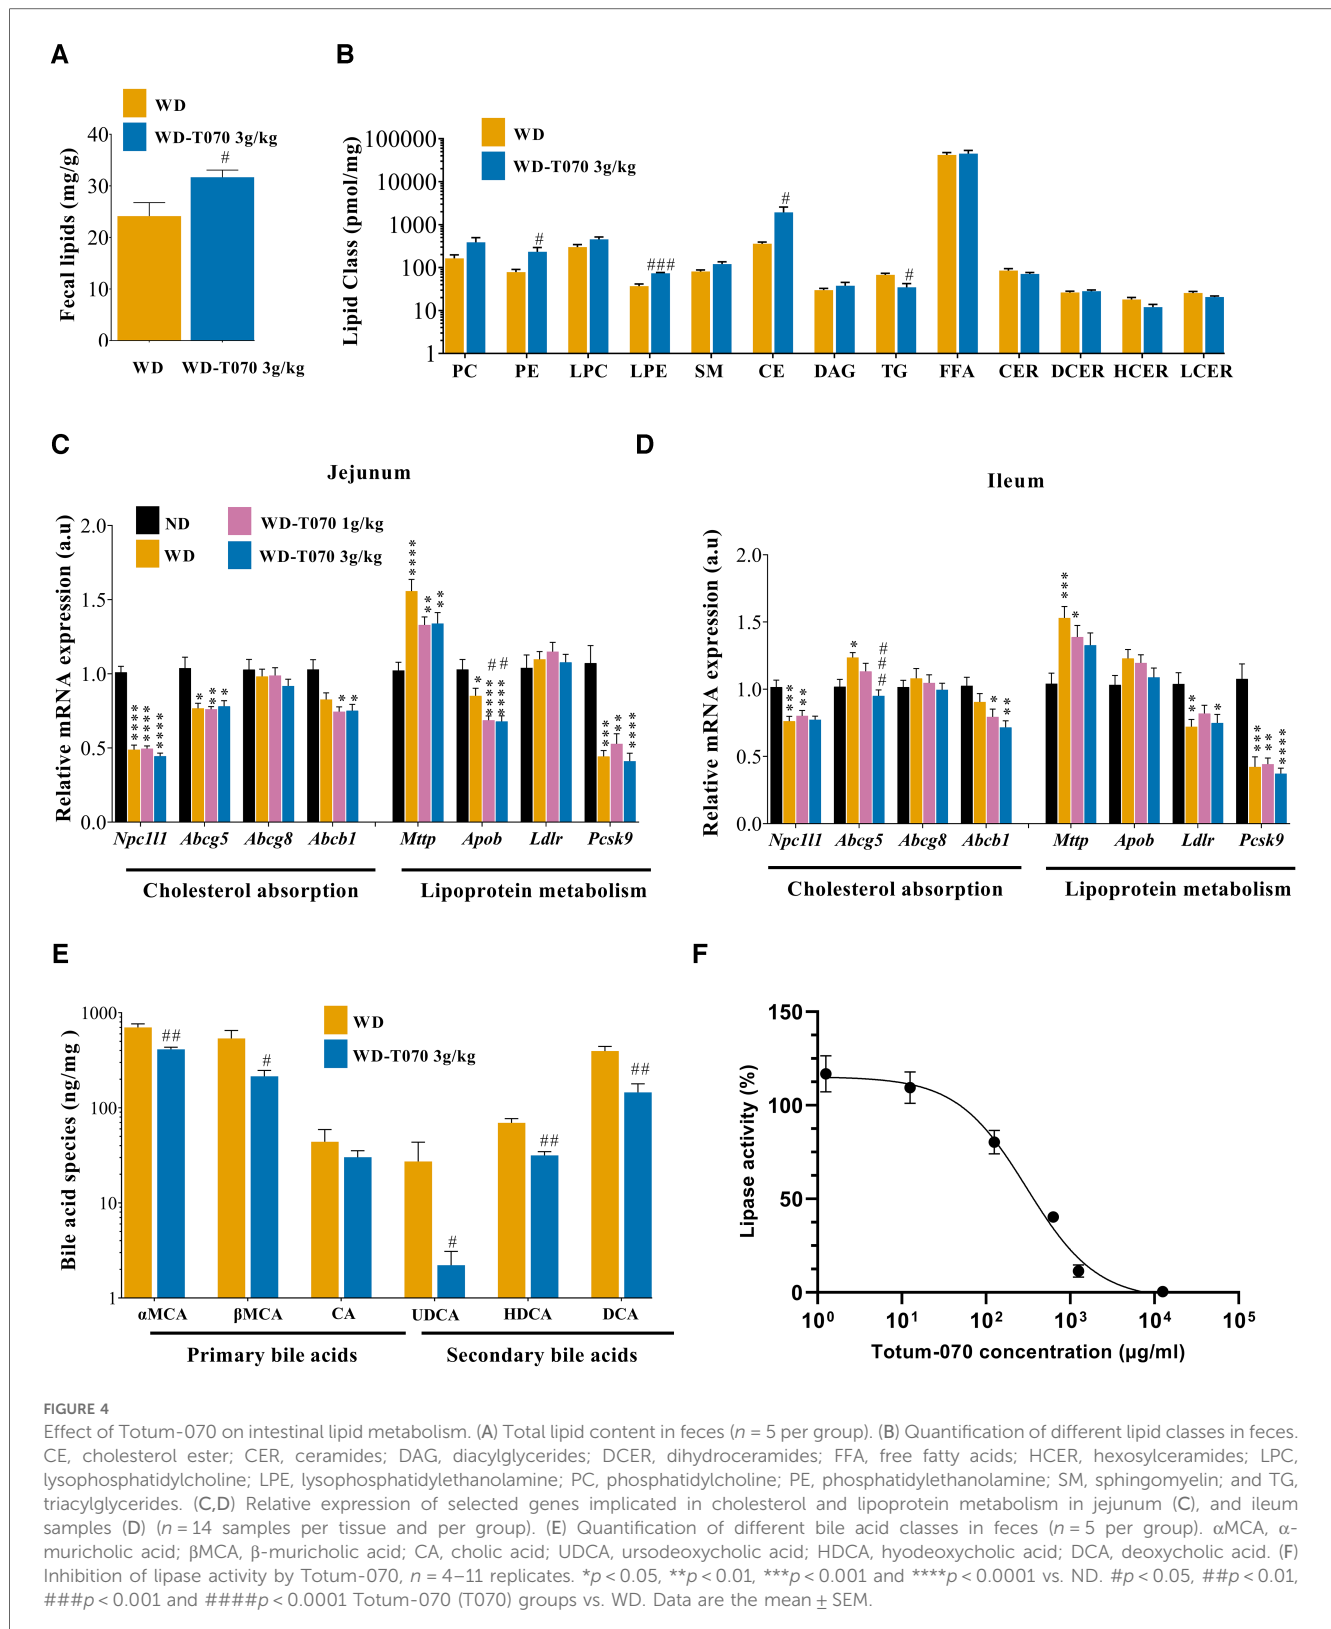 A
WD
WD-T070 3g/kg
Fecal lipids (mg/g)
40
30
20
10
0
#
WD WD-T070 3g/kg
B
WD
WD-T070 3g/kg
Lipid Class (pmol/mg)
100000
10000
1000
100
10
1
# ### # #
PC PE LPC LPE SM CE DAG TG FFA CER DCER HCER LCER
C
Jejunum
ND
WD
WD-T070 1g/kg
WD-T070 3g/kg
Relative mRNA expression (a.u)
2.0
1.5
1.0
0.5
0.0
**** **** **** * ** * * * **** ** ** * **** ## **** ## *** ** ****
Npc1l1 Abcg5 Abcg8 Abcb1 Mttp Apob Ldlr Pcsk9
Cholesterol absorption Lipoprotein metabolism
D
Ileum
Relative mRNA expression (a.u)
2.0
1.5
1.0
0.5
0.0
*** ** * ### * ** *** * ** * *** ** ****
Npc1l1 Abcg5 Abcg8 Abcb1 Mttp Apob Ldlr Pcsk9
Cholesterol absorption Lipoprotein metabolism
E
WD
WD-T070 3g/kg
Bile acid species (ng/mg )
1000
100
10
1
## # # ## ##
αMCA βMCA CA UDCA HDCA DCA
Primary bile acids Secondary bile acids
F
Lipase activity (%)
150
100
50
0
10⁰ 10¹ 10² 10³ 10⁴ 10⁵
Totum-070 concentration (µg/ml)
FIGURE 4
Effect of Totum-070 on intestinal lipid metabolism. (A) Total lipid content in feces (n = 5 per group). (B) Quantification of different lipid classes in feces.
CE, cholesterol ester; CER, ceramides; DAG, diacylglycerides; DCER, dihydroceramides; FFA, free fatty acids; HCER, hexosylceramides; LPC,
lysophosphatidylcholine; LPE, lysophosphatidylethanolamine; PC, phosphatidylcholine; PE, phosphatidylethanolamine; SM, sphingomyelin; and TG,
triacylglycerides. (C,D) Relative expression of selected genes implicated in cholesterol and lipoprotein metabolism in jejunum (C), and ileum
samples (D) (n = 14 samples per tissue and per group). (E) Quantification of different bile acid classes in feces (n = 5 per group). αMCA, α-
muricholic acid; βMCA, β-muricholic acid; CA, cholic acid; UDCA, ursodeoxycholic acid; HDCA, hyodeoxycholic acid; DCA, deoxycholic acid. (F)
Inhibition of lipase activity by Totum-070, n = 4–11 replicates. *p < 0.05, **p < 0.01, ***p < 0.001 and ****p < 0.0001 vs. ND. #p < 0.05, ##p < 0.01,
###p < 0.001 and ####p < 0.0001 Totum-070 (T070) groups vs. WD. Data are the mean ± SEM.